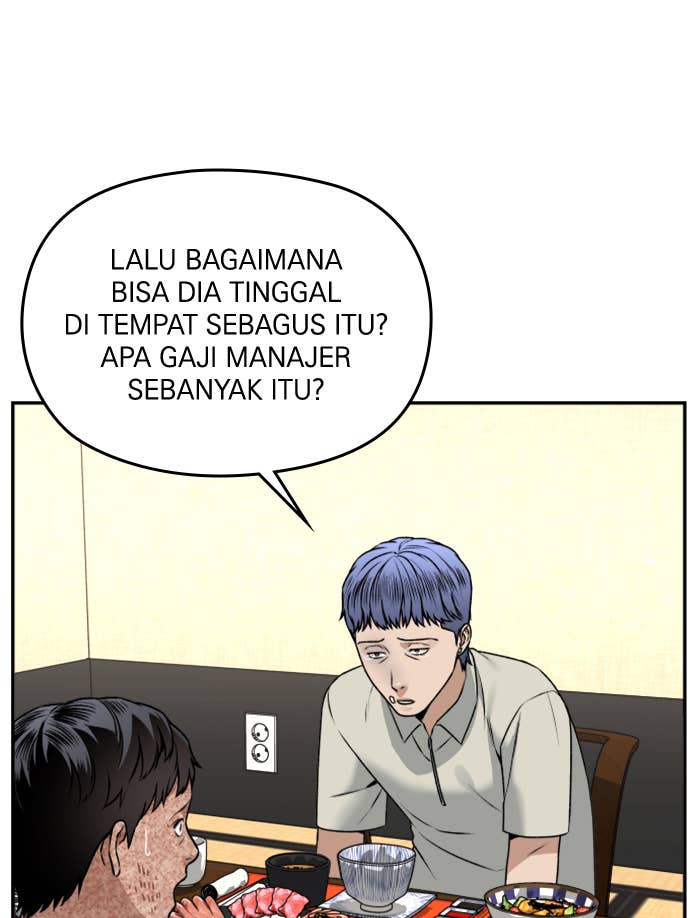 LALU BAGAIMANA
BISA DIA TINGGAL
DI TEMPAT SEBAGUS ITU?
APA GAJI MANAJER
SEBANYAK ITU?